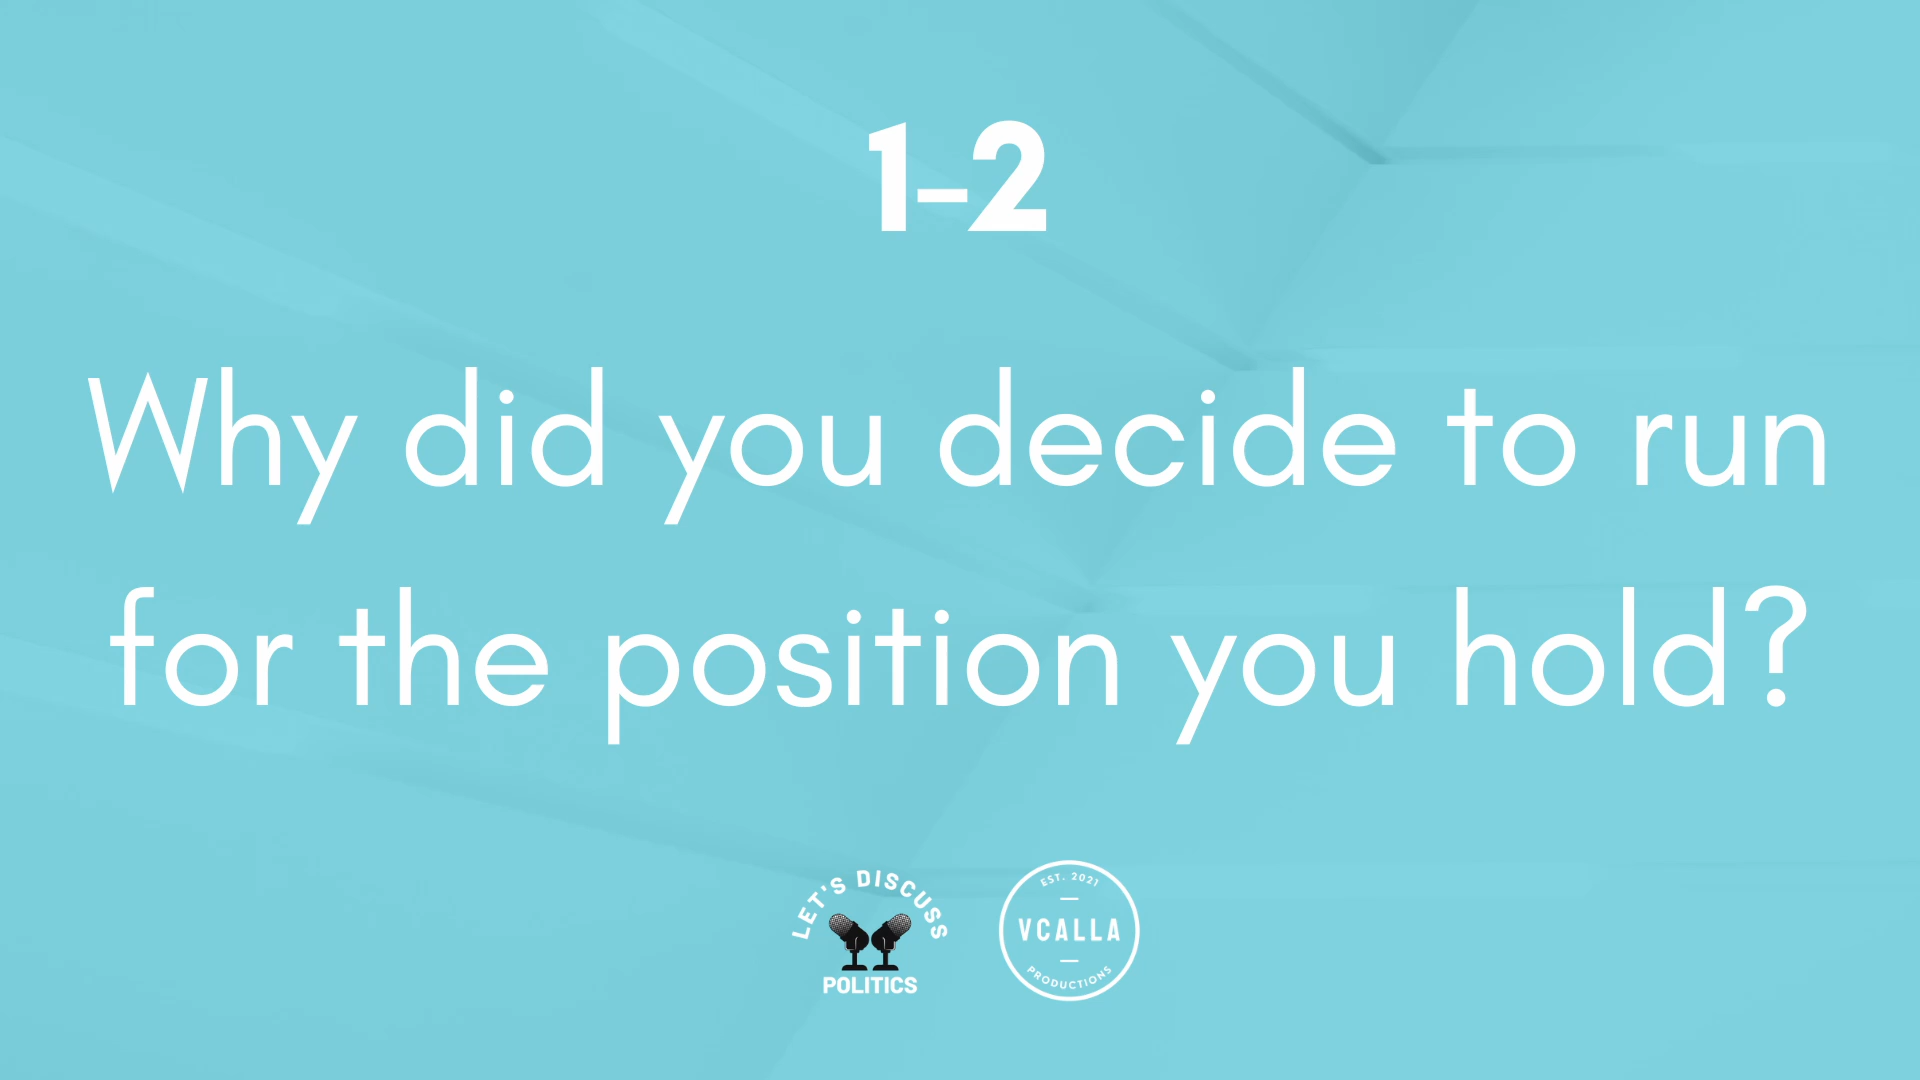 1-2
Why did you decide to run
for the position you hold?
LET'S DISCUSS
POLITICS
EST. 2021
VCALLA
PRODUCTIONS